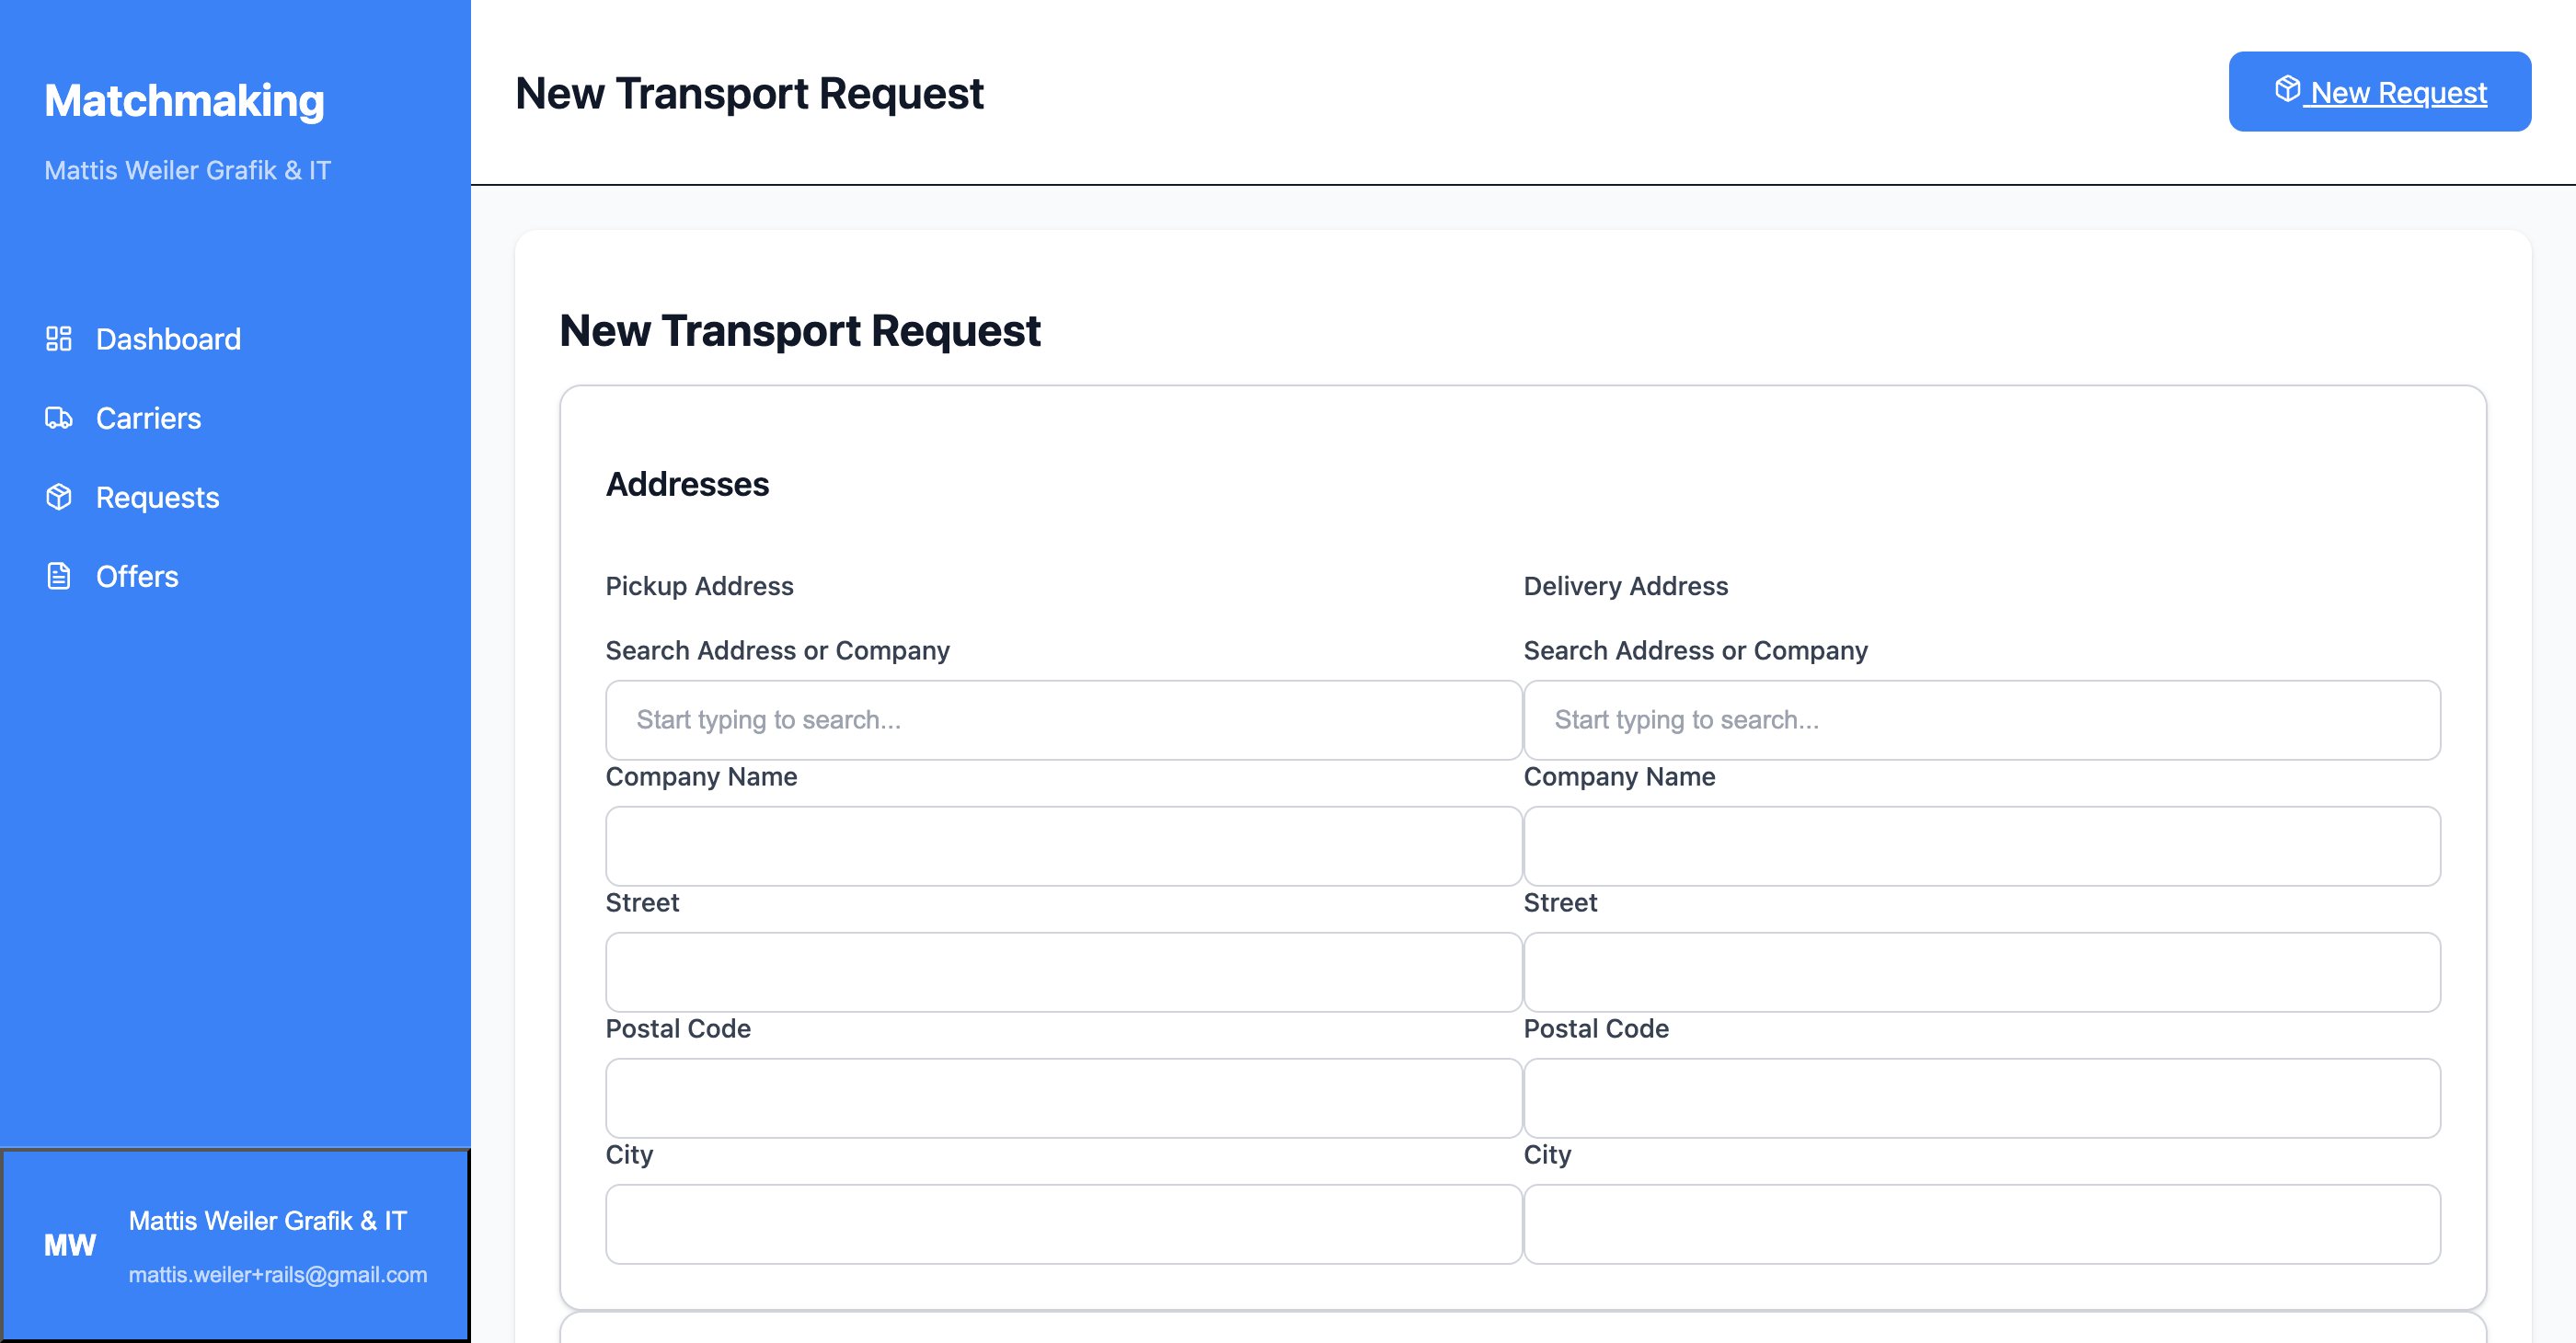 Matchmaking
Mattis Weiler Grafik & IT
Dashboard
Carriers
Requests
Offers
MW
Mattis Weiler Grafik & IT
mattis.weiler+rails@gmail.com
New Transport Request
New Request
New Transport Request
Addresses
Pickup Address
Search Address or Company
Start typing to search...
Company Name
Street
Postal Code
City
Delivery Address
Search Address or Company
Start typing to search...
Company Name
Street
Postal Code
City